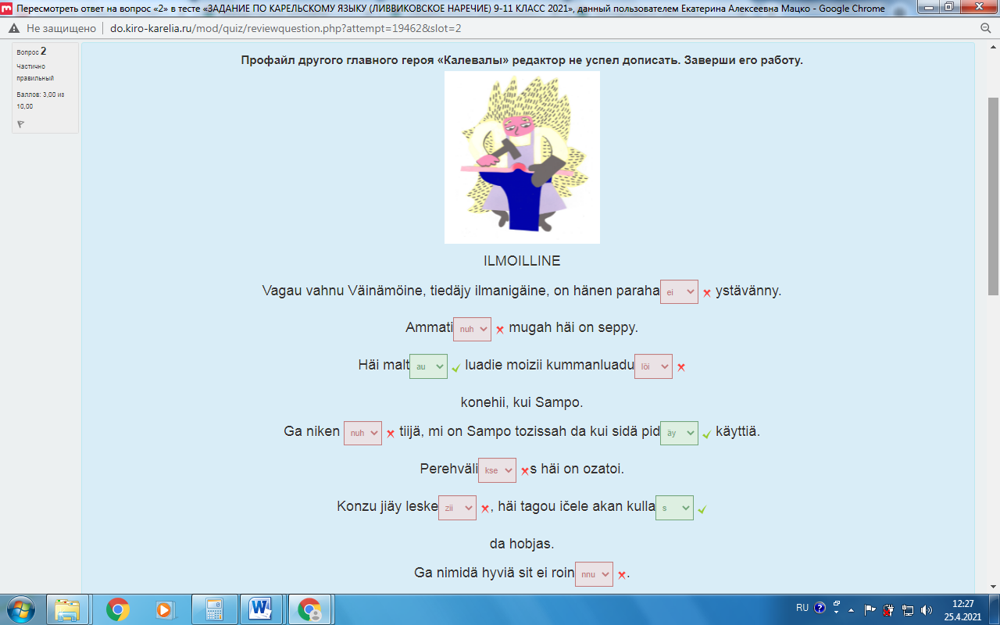 Пересмотреть ответ на вопрос «2» в тесте «ЗАДАНИЕ ПО КАРЕЛЬСКОМУ ЯЗЫКУ (ЛИВВИКОВСКОЕ НАРЕЧИЕ) 9-11 КЛАСС 2021», данный пользователем Екатерина Алексеевна Мацко - Google Chrome
Не защищено | do.kiro-karelia.ru/mod/quiz/reviewquestion.php?attempt=19462&slot=2
Вопрос 2
Частично
правильный
Баллов: 3,00 из
10,00
Профайл другого главного героя «Калевалы» редактор не успел дописать. Заверши его работу.
ILMOILLINE
Vagau vahnu Väinämöine, tiedäjy ilmanigäine, on hänen paraha ei ystävänny.
Ammati nuh mugah häi on seppy.
Häi malt au luadie moizii kummanluadu löi
konehii, kui Sampo.
Ga niken nuh tiijä, mi on Sampo tozissah da kui sidä pid äy käyttiä.
Perehväli kse s häi on ozatoi.
Konzu jiäy leske zii , häi tagou ičele akan kulla s
da hobjas.
Ga nimidä hyviä sit ei roin nnu .
RU
12:27
25.4.2021